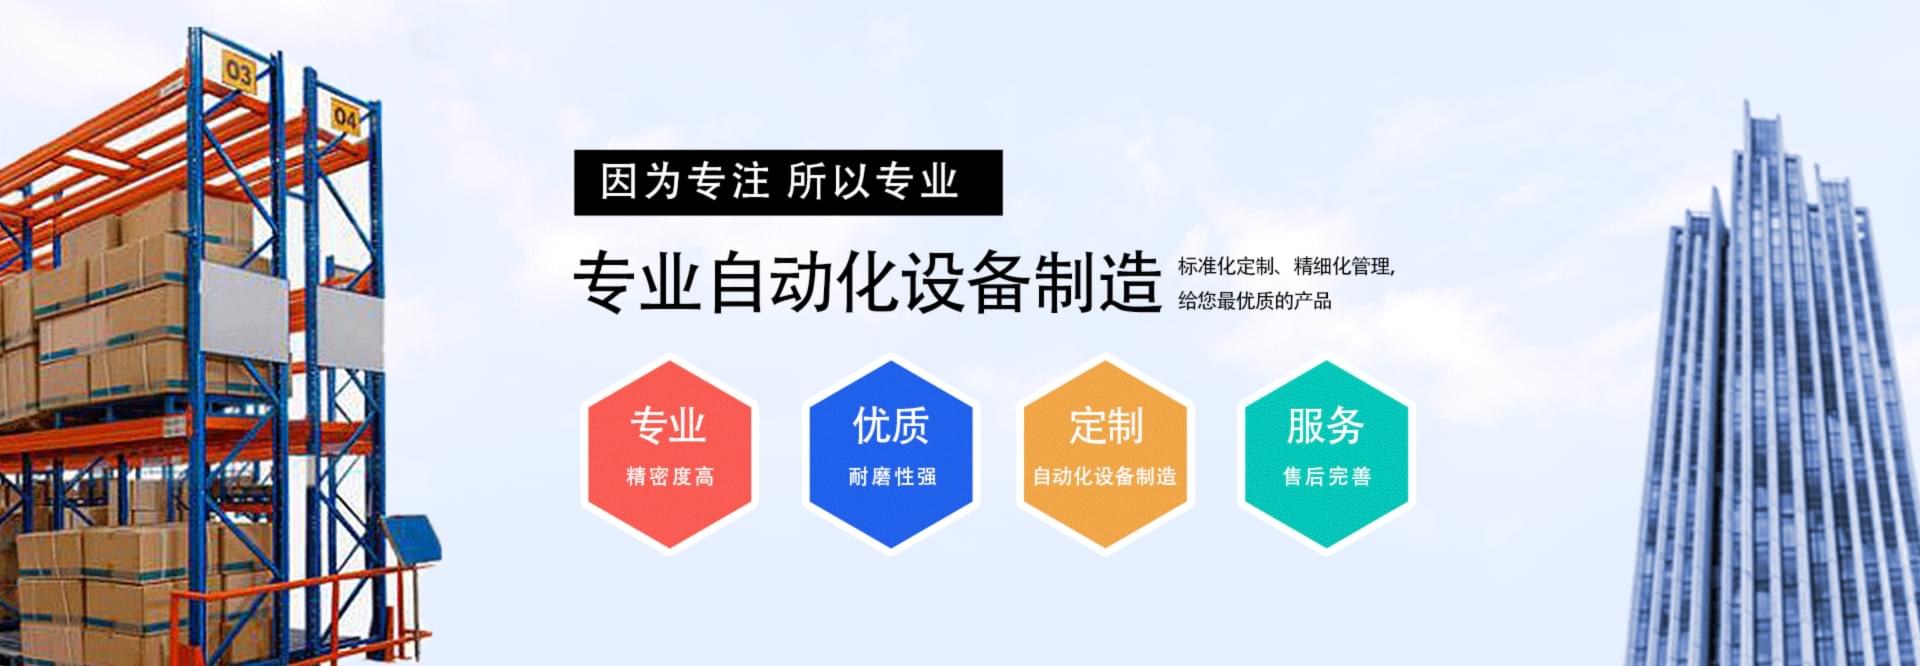 03
04
因为专注 所以专业
专业自动化设备制造
标准化定制、精细化管理,
给您最优质的产品
专业
精密度高
优质
耐磨性强
定制
自动化设备制造
服务
售后完善